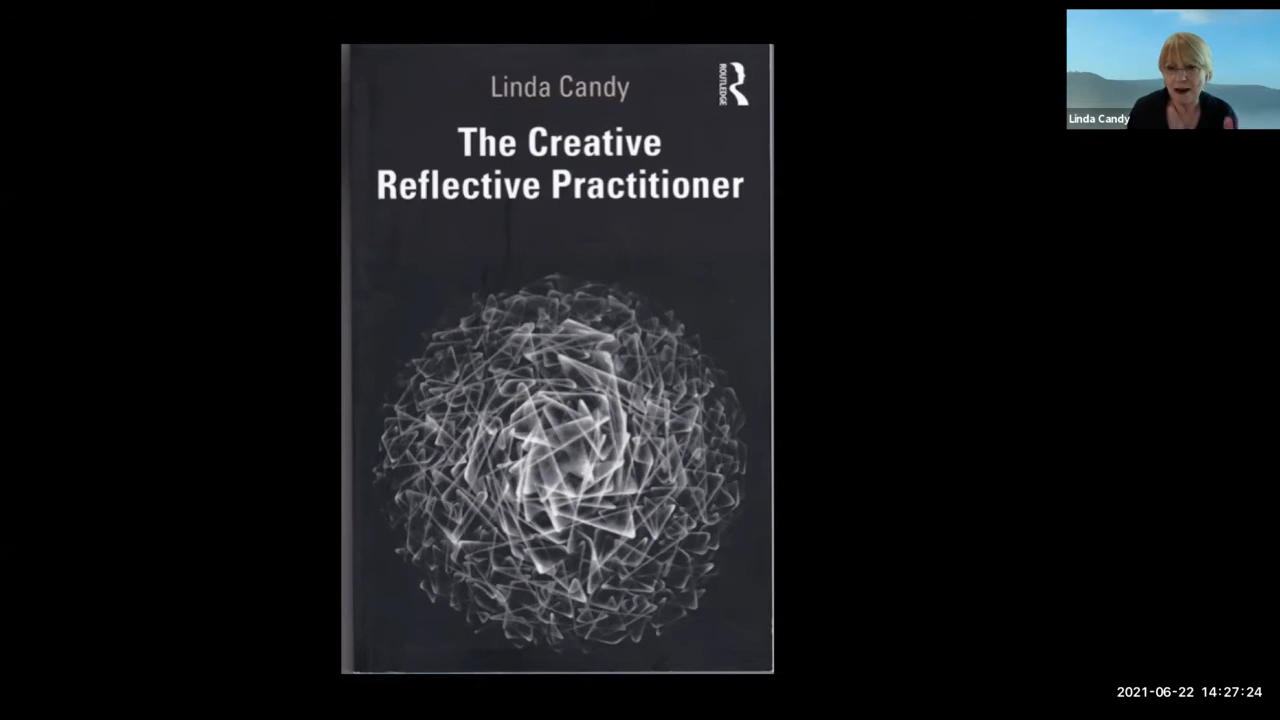 Linda Candy
ROUTLEDGE
The Creative
Reflective Practitioner
Linda Candy
2021-06-22 14:27:24